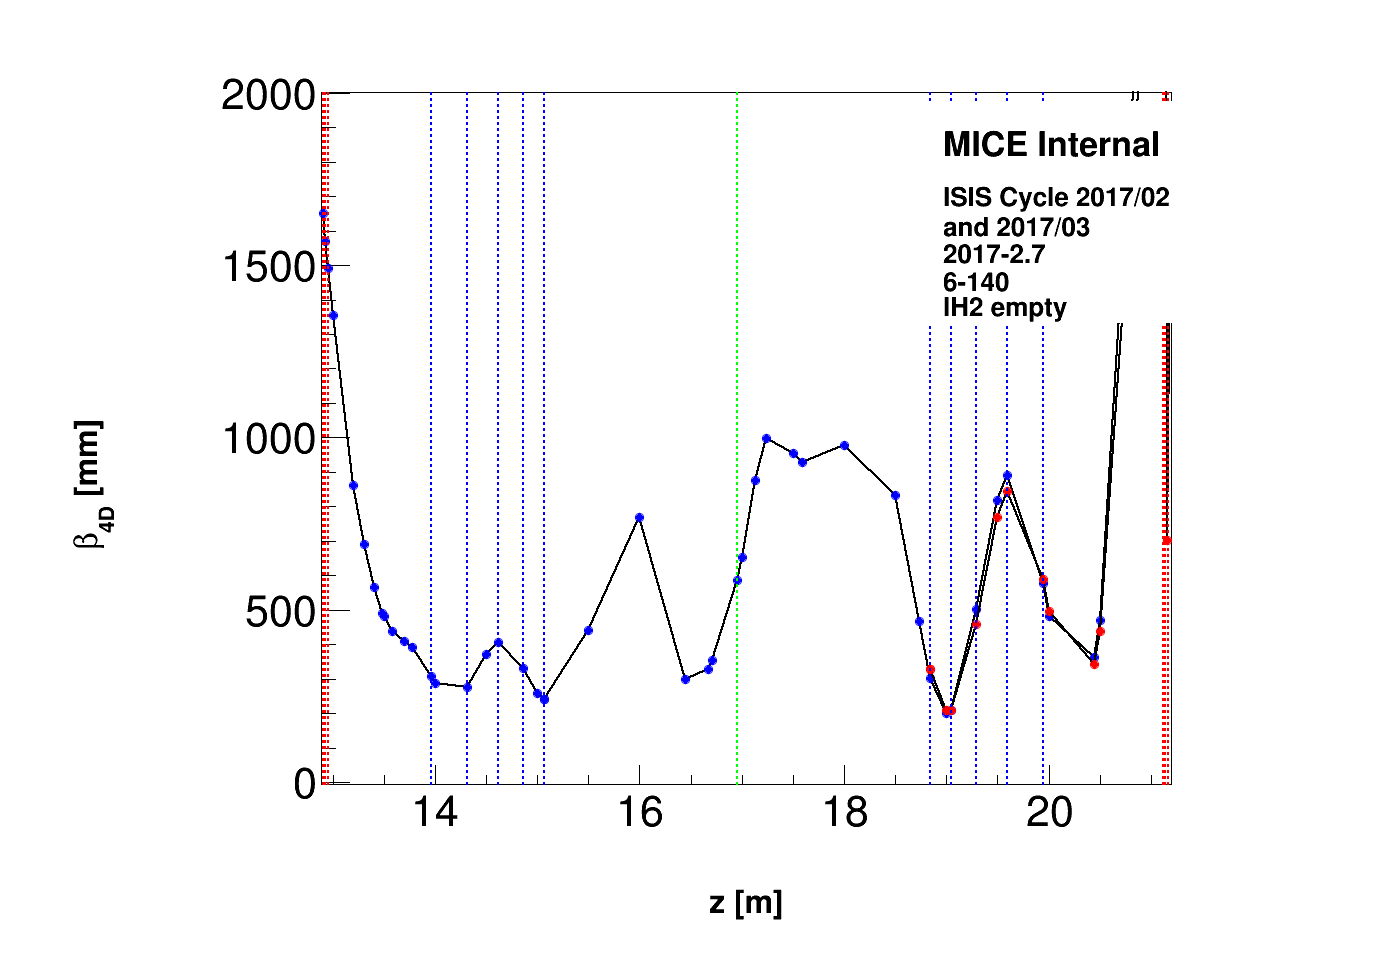 2000
1500
1000
500
0
14 16 18 20
β4D [mm]
z [m]
MICE Internal
ISIS Cycle 2017/02
and 2017/03
2017-2.7
6-140
lH2 empty